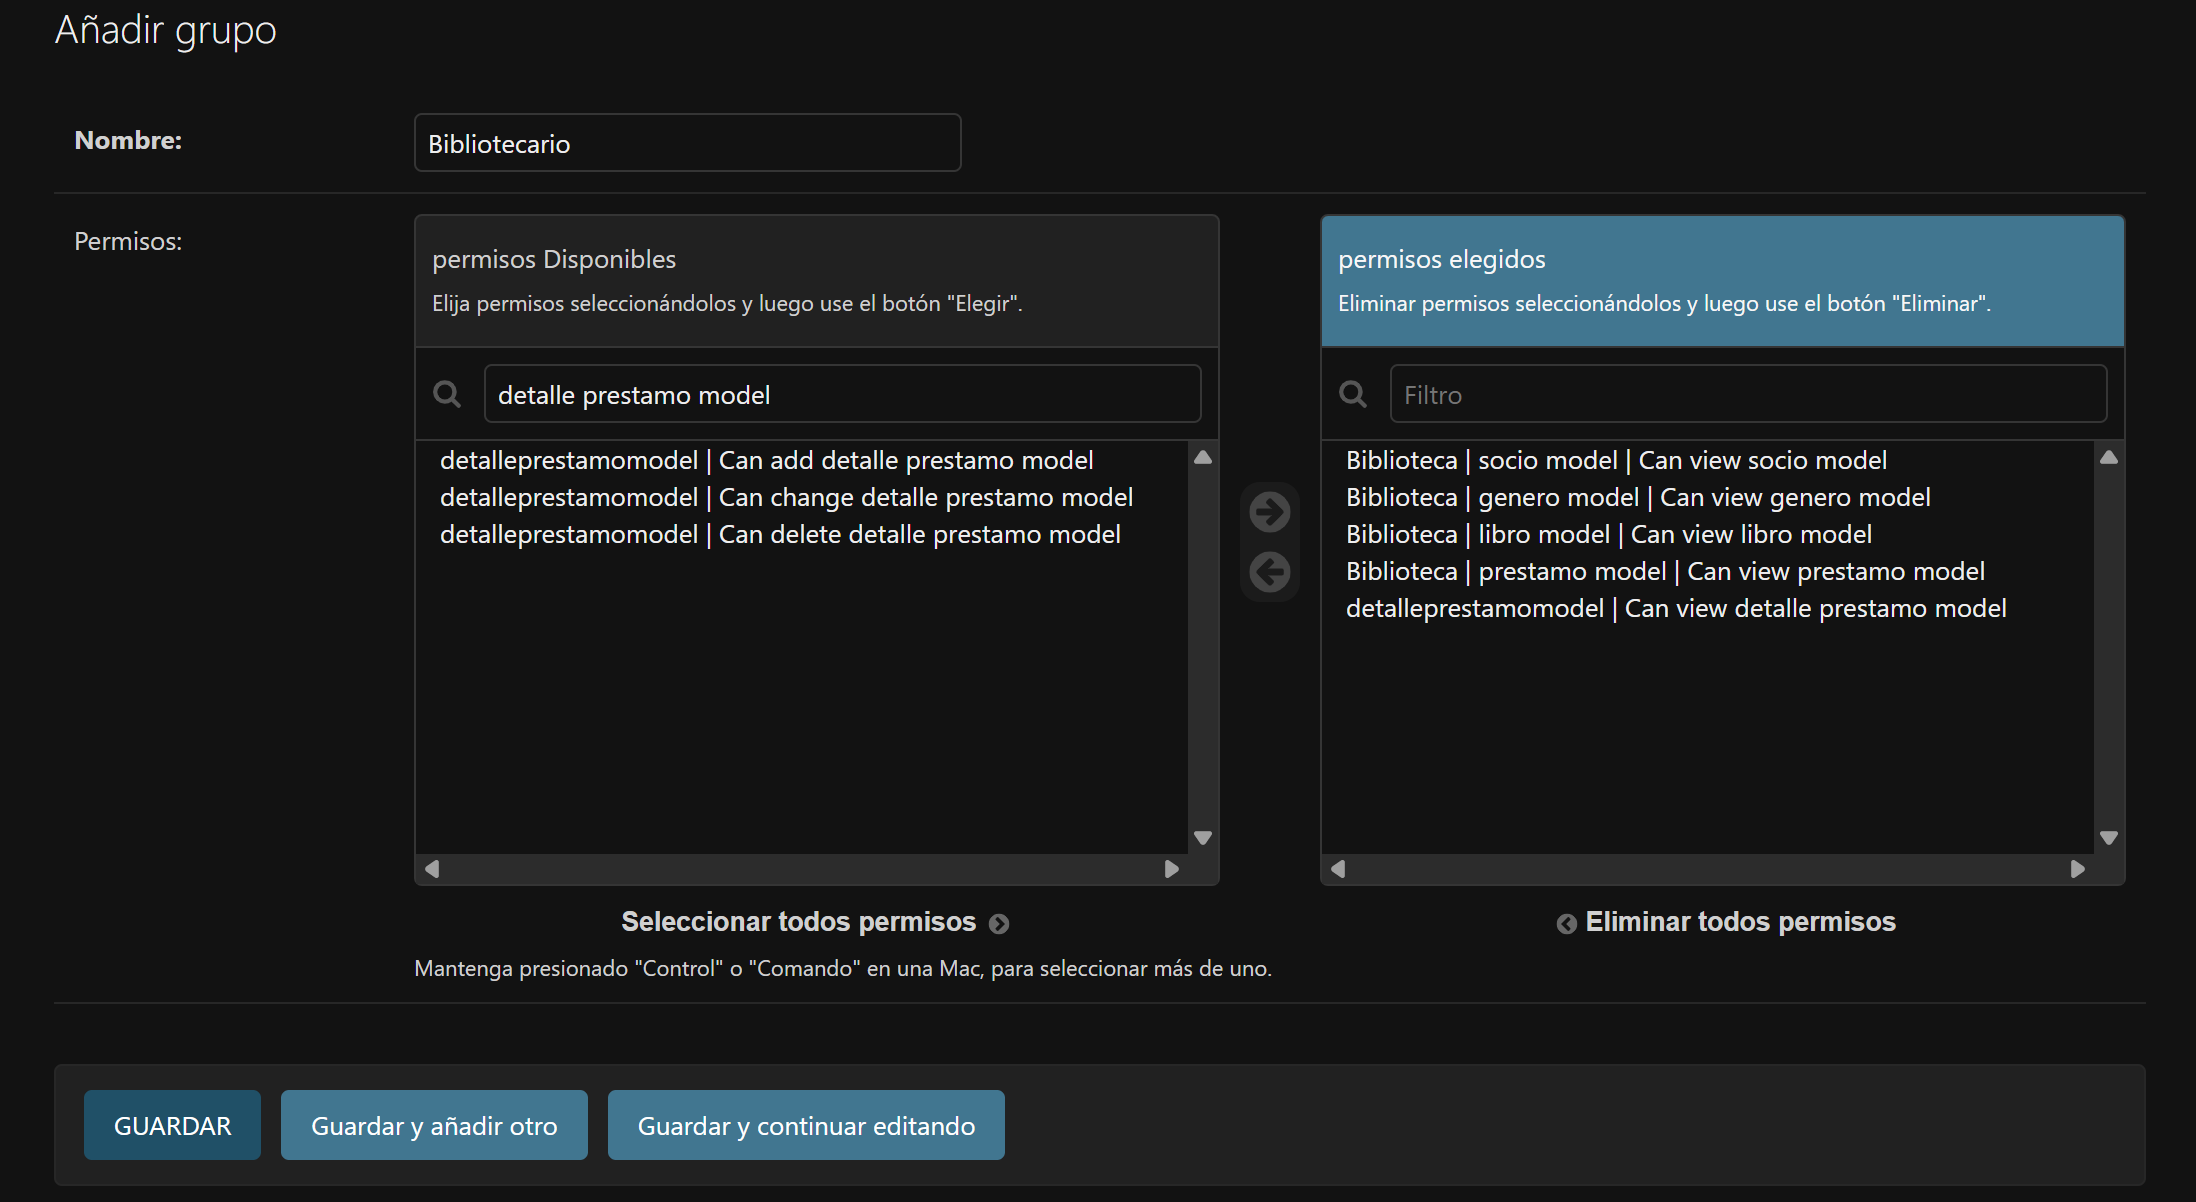 Añadir grupo
Nombre:
Bibliotecario
Permisos:
permisos Disponibles
Elija permisos seleccionándolos y luego use el botón "Elegir".
detalle prestamo model
detalleprestamomodel | Can add detalle prestamo model
detalleprestamomodel | Can change detalle prestamo model
detalleprestamomodel | Can delete detalle prestamo model
Seleccionar todos permisos
Mantenga presionado "Control" o "Comando" en una Mac, para seleccionar más de uno.
permisos elegidos
Eliminar permisos seleccionándolos y luego use el botón "Eliminar".
Filtro
Biblioteca | socio model | Can view socio model
Biblioteca | genero model | Can view genero model
Biblioteca | libro model | Can view libro model
Biblioteca | prestamo model | Can view prestamo model
detalleprestamomodel | Can view detalle prestamo model
Eliminar todos permisos
GUARDAR
Guardar y añadir otro
Guardar y continuar editando